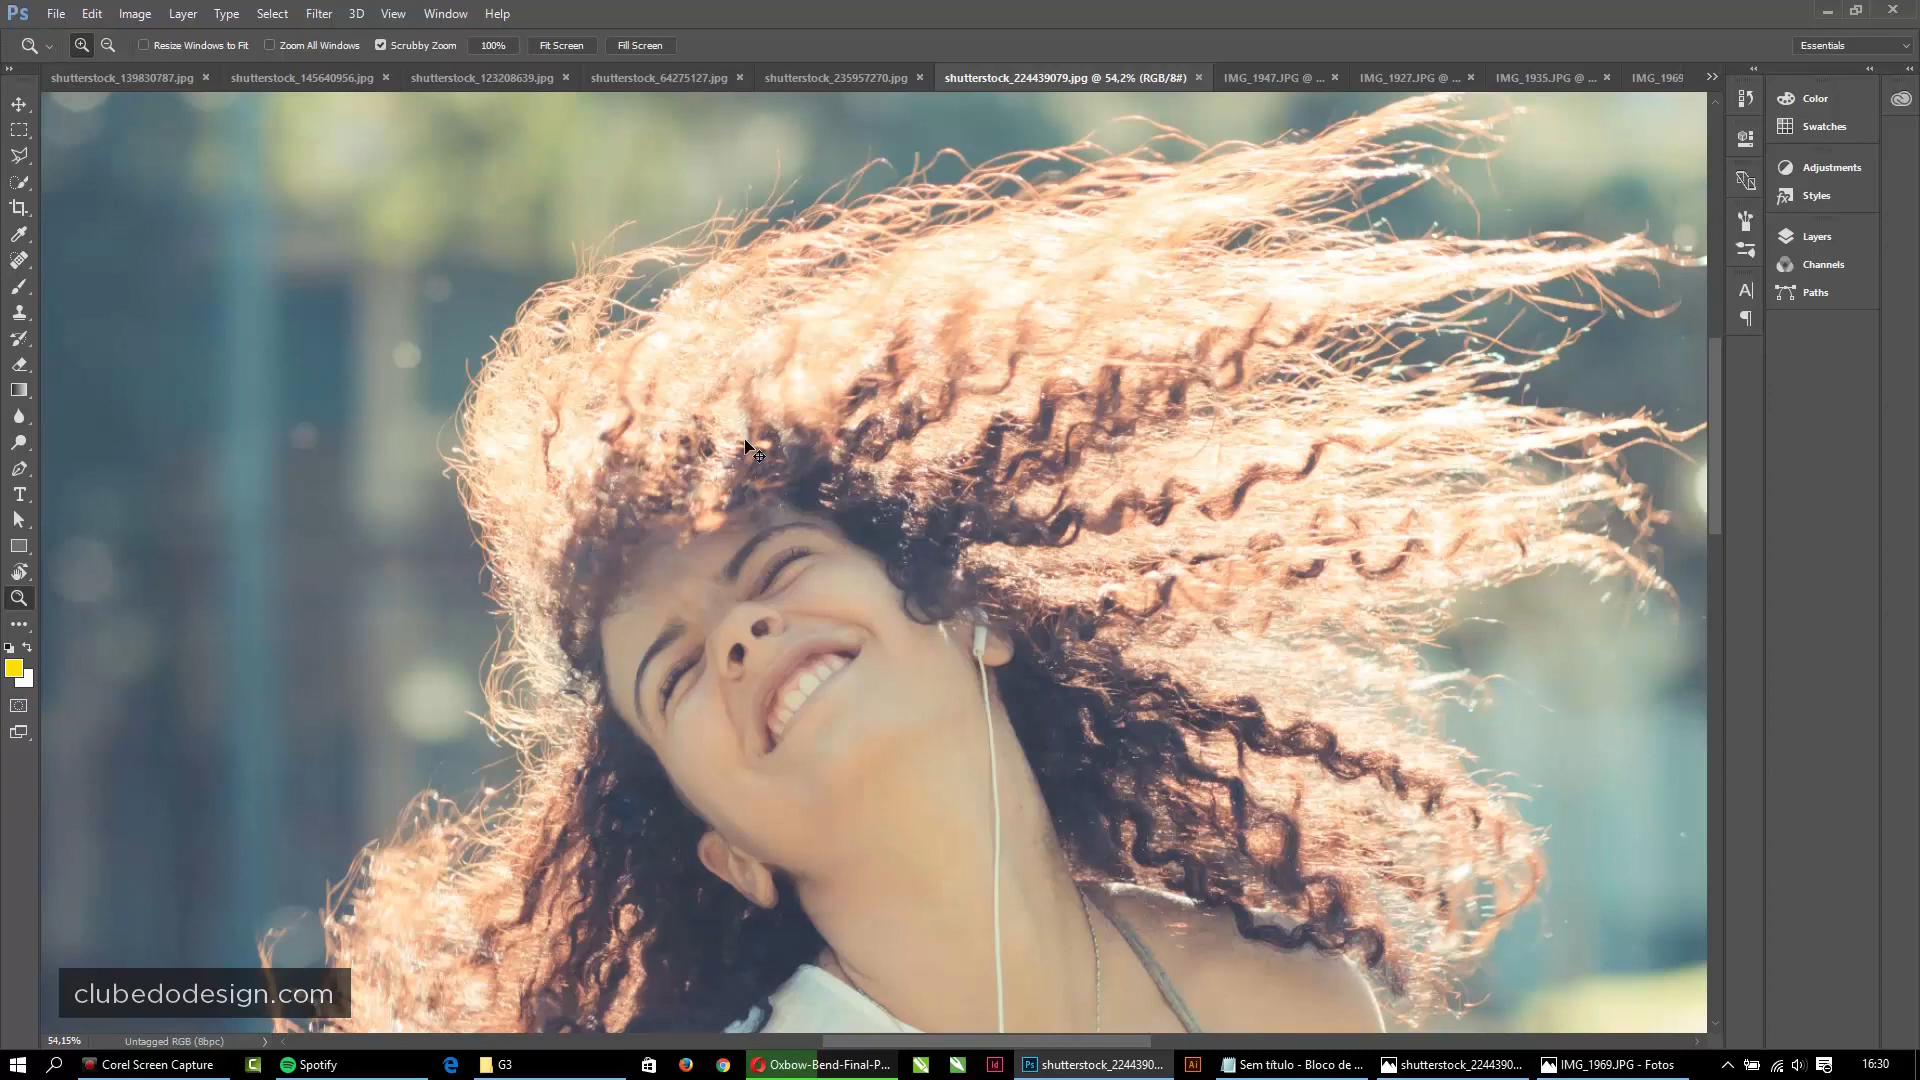 Ps File Edit Image Layer Type Select Filter 3D View Window Help
Resize Windows to Fit Zoom All Windows Scrubby Zoom 100% Fit Screen Fill Screen Essentials
shutterstock_139830787.jpg shutterstock_145640956.jpg shutterstock_123208639.jpg shutterstock_64275127.jpg shutterstock_235957270.jpg shutterstock_224439079.jpg @ 54,2% (RGB/8#) IMG_1947.JPG @ ... IMG_1927.JPG @ ... IMG_1935.JPG @ ... IMG_1969
Color
Swatches
Adjustments
Styles
Layers
Channels
Paths
clubedodesign.com
54,15% Untagged RGB (8bpc)
Corel Screen Capture Spotify G3 Oxbow-Bend-Final-P... Id Ps shutterstock_2244390... Ai Sem título - Bloco de ... shutterstock_2244390... IMG_1969.JPG - Fotos 16:30